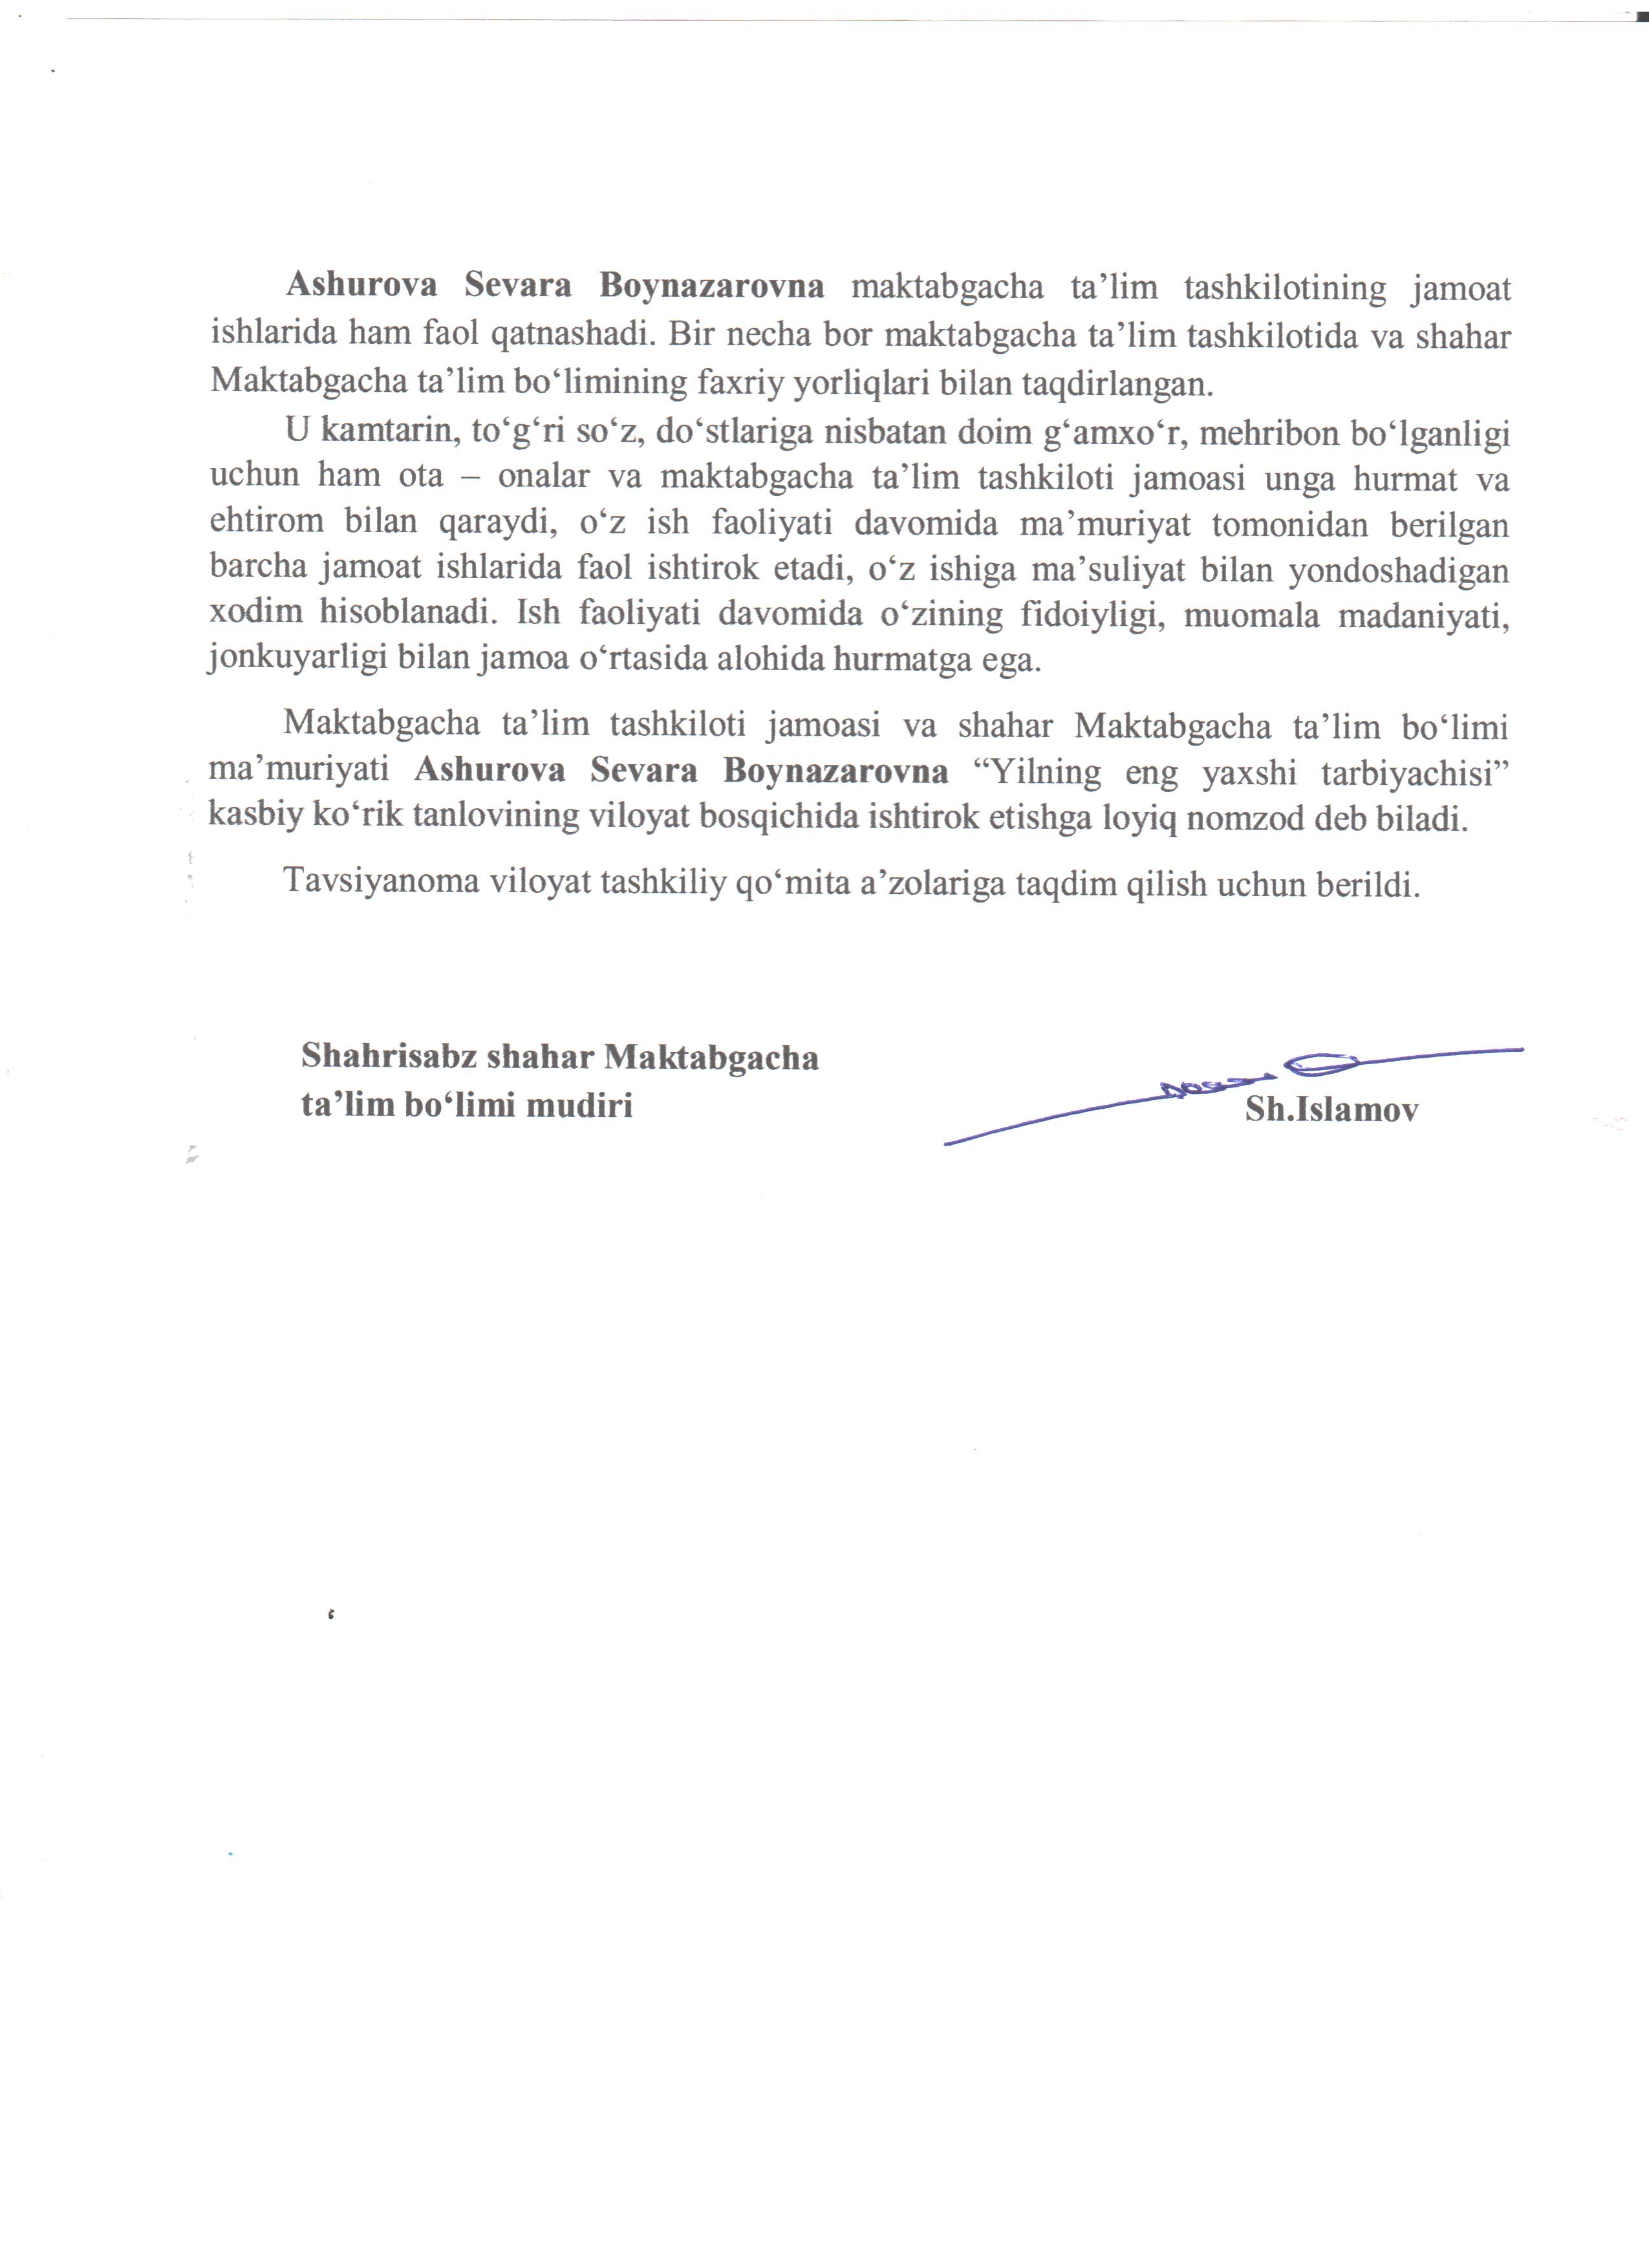 Ashurova Sevara Boynazarovna maktabgacha ta’lim tashkilotining jamoat
ishlarida ham faol qatnashadi. Bir necha bor maktabgacha ta’lim tashkilotida va shahar
Maktabgacha ta’lim bo‘limining faxriy yorliqlari bilan taqdirlangan.
U kamtarin, to‘g‘ri so‘z, do‘stlariga nisbatan doim g‘amxo‘r, mehribon bo‘lganligi
uchun ham ota – onalar va maktabgacha ta’lim tashkiloti jamoasi unga hurmat va
ehtirom bilan qaraydi, o‘z ish faoliyati davomida ma’muriyat tomonidan berilgan
barcha jamoat ishlarida faol ishtirok etadi, o‘z ishiga ma’suliyat bilan yondoshadigan
xodim hisoblanadi. Ish faoliyati davomida o‘zining fidoiyligi, muomala madaniyati,
jonkuyarligi bilan jamoa o‘rtasida alohida hurmatga ega.
Maktabgacha ta’lim tashkiloti jamoasi va shahar Maktabgacha ta’lim bo‘limi
ma’muriyati Ashurova Sevara Boynazarovna “Yilning eng yaxshi tarbiyachisi”
kasbiy ko‘rik tanlovining viloyat bosqichida ishtirok etishga loyiq nomzod deb biladi.
Tavsiyanoma viloyat tashkiliy qo‘mita a’zolariga taqdim qilish uchun berildi.
Shahrisabz shahar Maktabgacha
ta’lim bo‘limi mudiri
Sh.Islamov